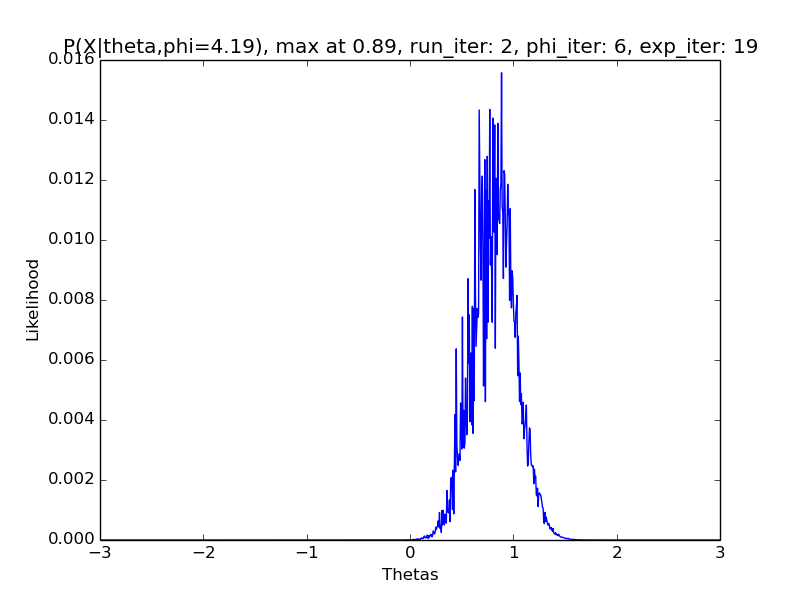 P(X|theta,phi=4.19), max at 0.89, run_iter: 2, phi_iter: 6, exp_iter: 19
0.016
0.014
0.012
0.010
0.008
0.006
0.004
0.002
0.000
Likelihood
−3 −2 −1 0 1 2 3
Thetas